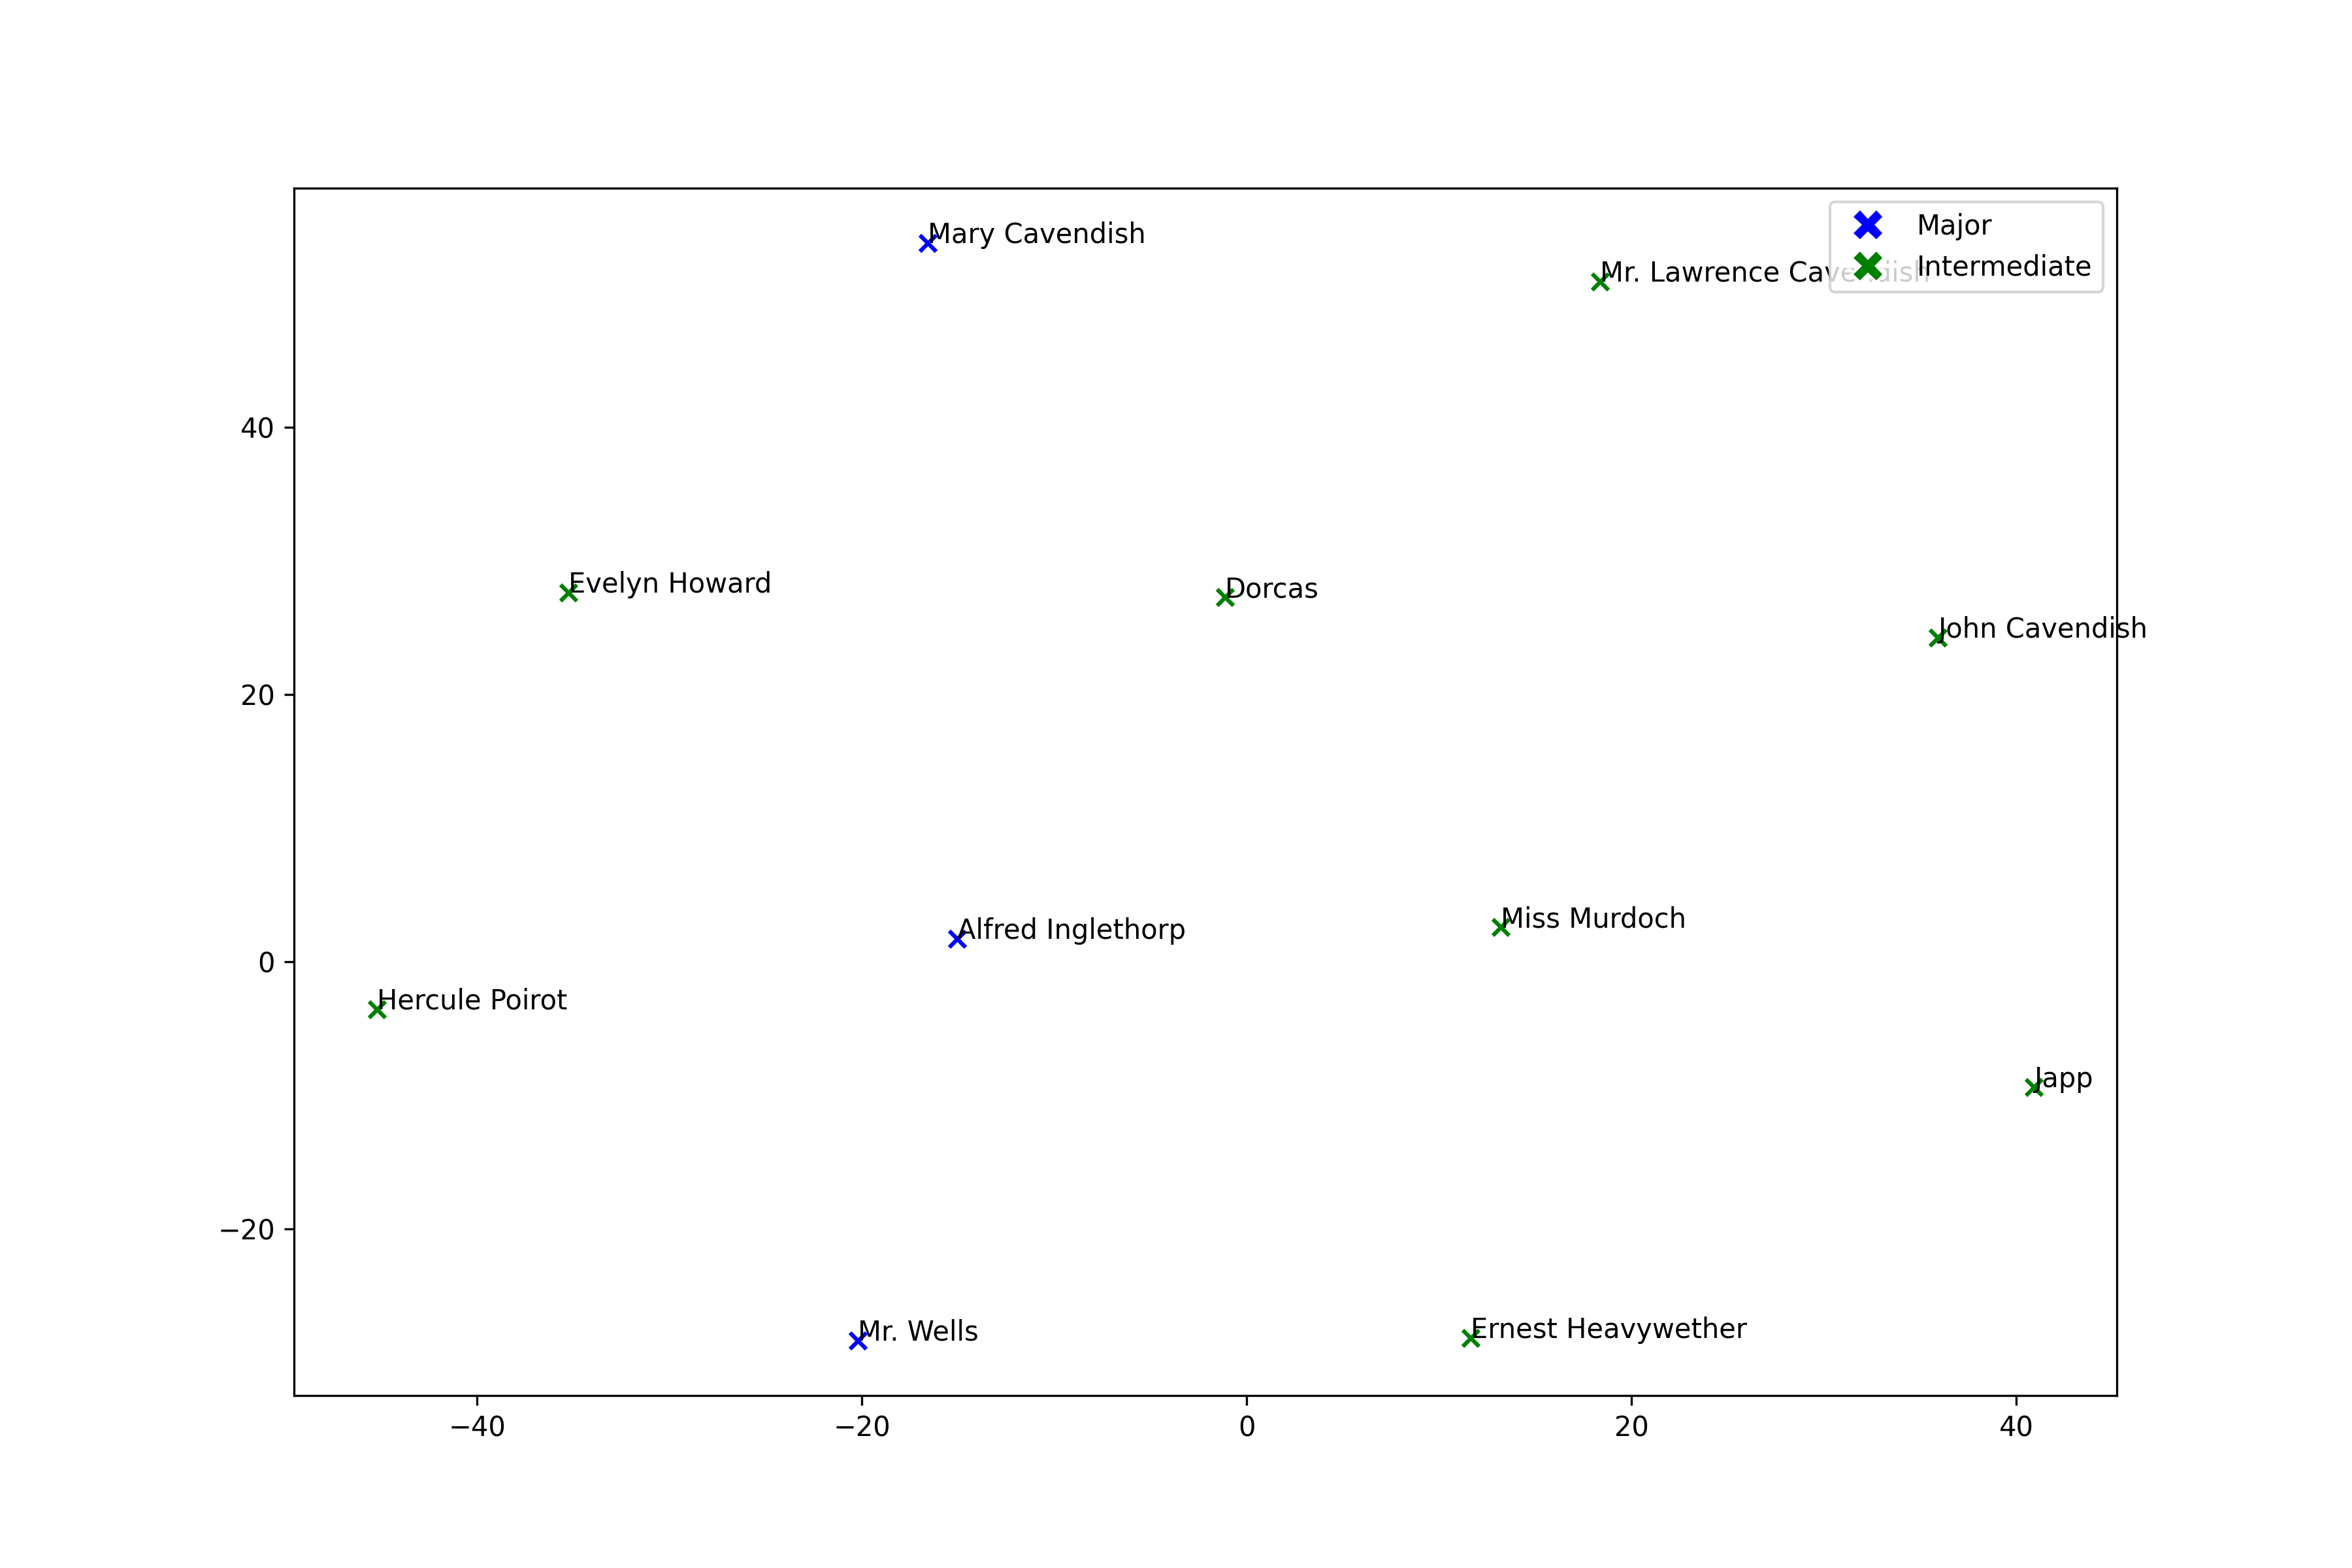 Mary Cavendish
Major
Mr. Lawrence Cavendish
Intermediate
40
Evelyn Howard
Dorcas
John Cavendish
20
Alfred Inglethorp
Miss Murdoch
0
Hercule Poirot
Japp
−20
Mr. Wells
Ernest Heavywether
−40
−20
0
20
40